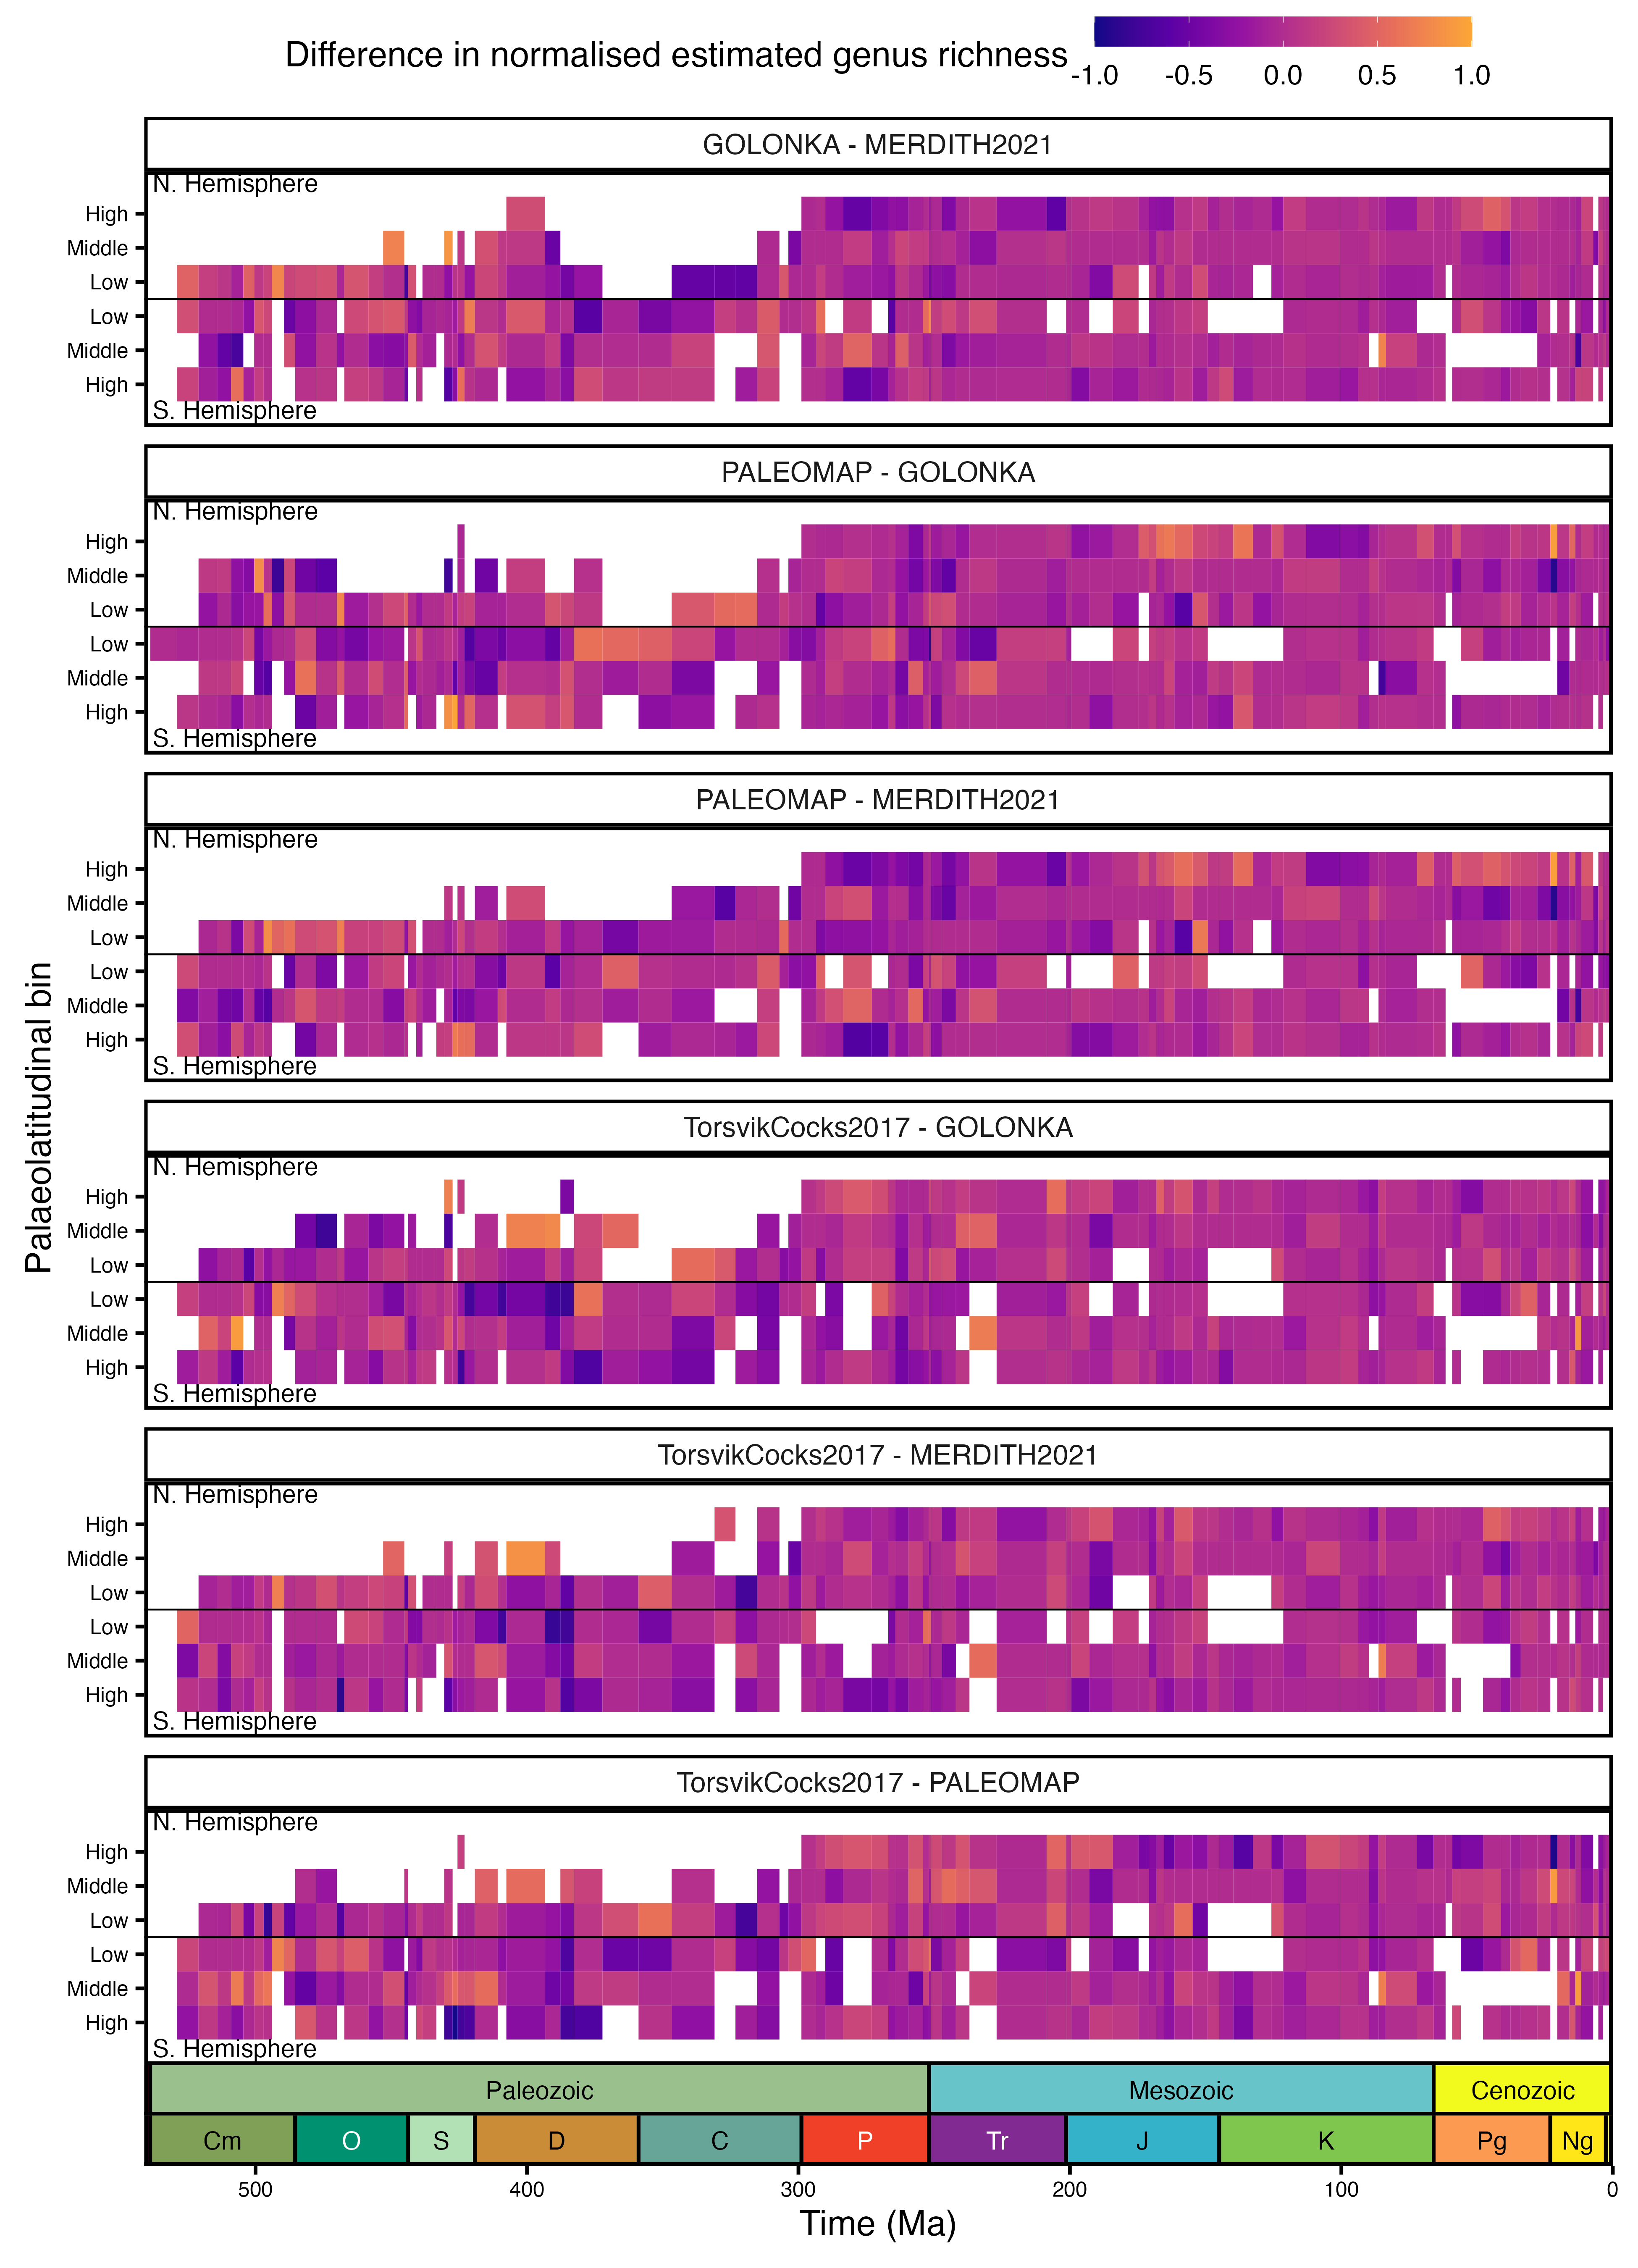 Difference in normalised estimated genus richness
-1.0 -0.5 0.0 0.5 1.0
GOLONKA - MERDITH2021
N. Hemisphere
High
Middle
Low
Low
Middle
High
S. Hemisphere
PALEOMAP - GOLONKA
N. Hemisphere
High
Middle
Low
Low
Middle
High
S. Hemisphere
PALEOMAP - MERDITH2021
N. Hemisphere
High
Middle
Low
Low
Middle
High
S. Hemisphere
Palaeolatitudinal bin
TorsvikCocks2017 - GOLONKA
N. Hemisphere
High
Middle
Low
Low
Middle
High
S. Hemisphere
TorsvikCocks2017 - MERDITH2021
N. Hemisphere
High
Middle
Low
Low
Middle
High
S. Hemisphere
TorsvikCocks2017 - PALEOMAP
N. Hemisphere
High
Middle
Low
Low
Middle
High
S. Hemisphere
Paleozoic Mesozoic Cenozoic
Cm O S D C P Tr J K Pg Ng
500 400 300 200 100 0
Time (Ma)